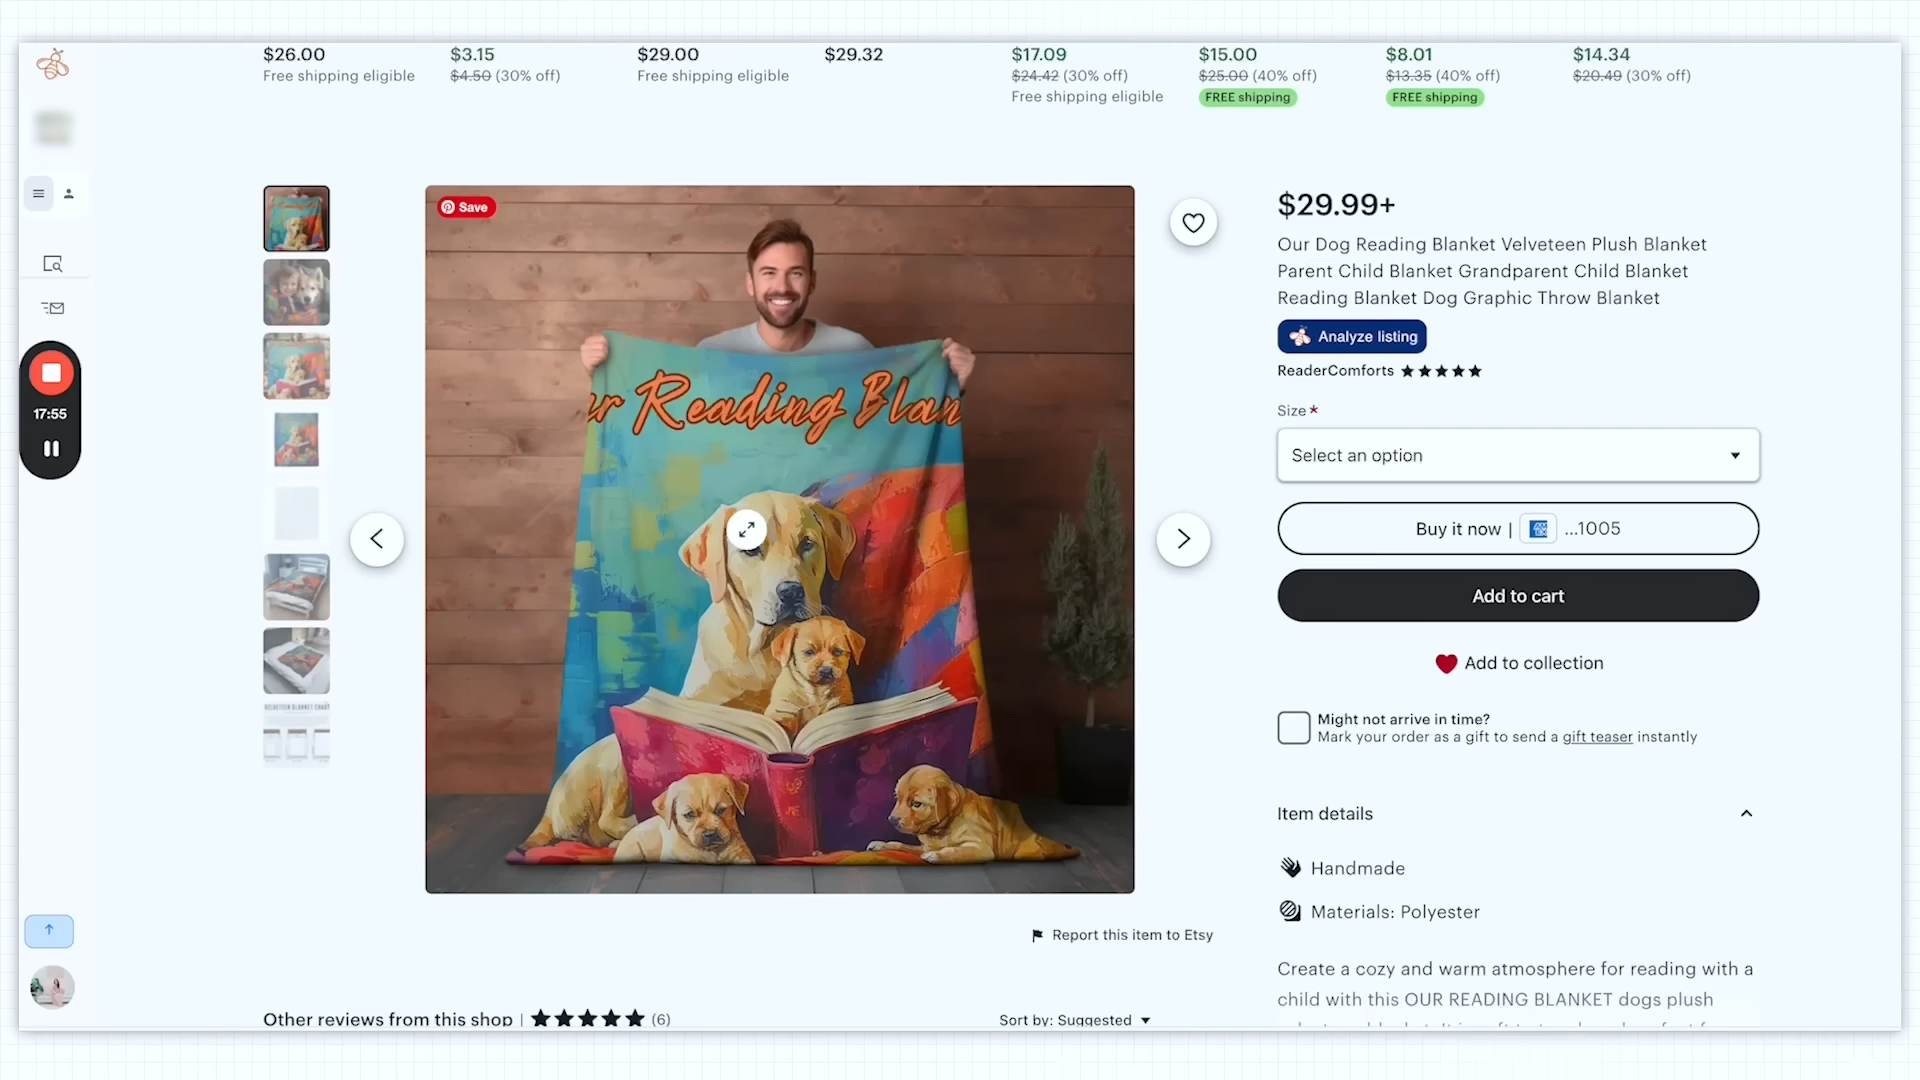 $26.00
Free shipping eligible
$3.15
$4.50 (30% off)
$29.00
Free shipping eligible
$29.32
$17.09
$24.42 (30% off)
Free shipping eligible
$15.00
$25.00 (40% off)
FREE shipping
$8.01
$13.35 (40% off)
FREE shipping
$14.34
$20.49 (30% off)
17:55
Save
ur Reading Blan
VELVETEEN BLANKET CHART
$29.99+
Our Dog Reading Blanket Velveteen Plush Blanket
Parent Child Blanket Grandparent Child Blanket
Reading Blanket Dog Graphic Throw Blanket
Analyze listing
ReaderComforts
Size *
Select an option
Buy it now | ...1005
Add to cart
Add to collection
Might not arrive in time?
Mark your order as a gift to send a gift teaser instantly
Item details
Handmade
Materials: Polyester
Create a cozy and warm atmosphere for reading with a
child with this OUR READING BLANKET dogs plush
Report this item to Etsy
Other reviews from this shop | (6)
Sort by: Suggested